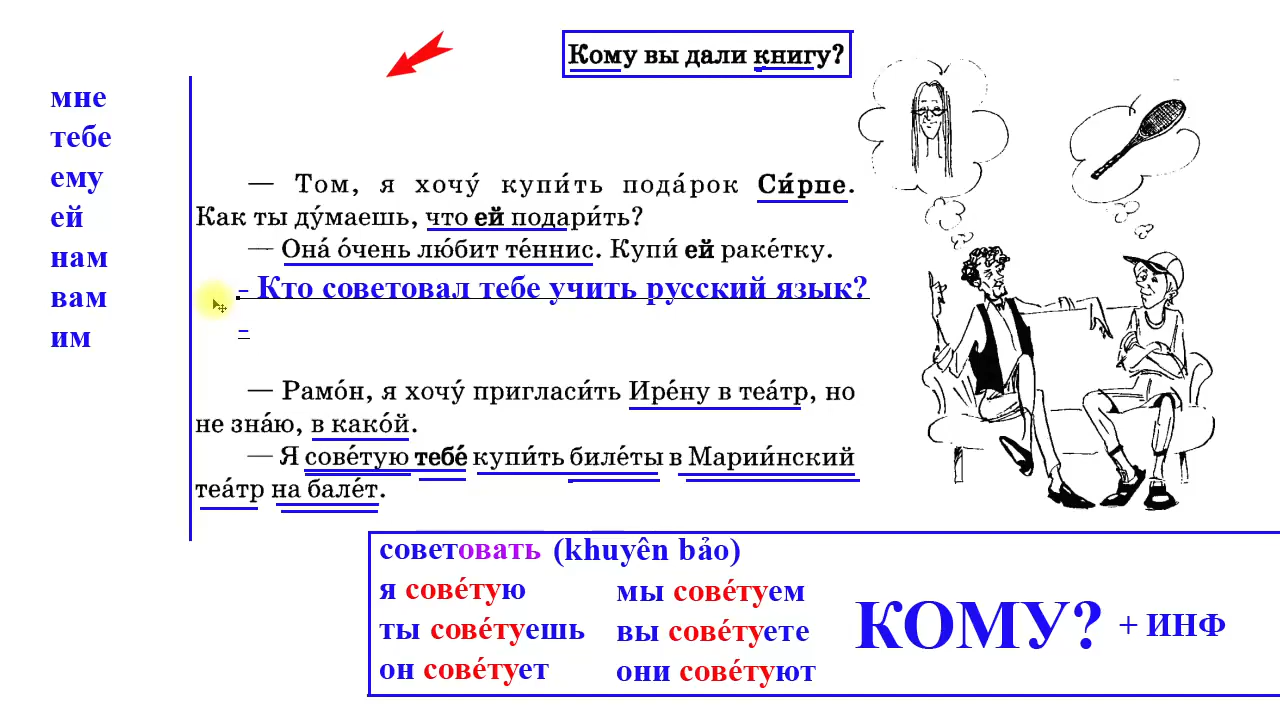 Кому вы дали книгу?
мне
тебе
ему
ей
нам
вам
им
— Том, я хочу́ купи́ть пода́рок Си́рпе.
Как ты ду́маешь, что ей подари́ть?
— Она́ о́чень лю́бит те́ннис. Купи́ ей раке́тку.
- Кто советовал тебе учить русский язык?
-
— Рамо́н, я хочу́ пригласи́ть Ире́ну в теа́тр, но
не зна́ю, в како́й.
— Я сове́тую тебе́ купи́ть биле́ты в Марии́нский
теа́тр на бале́т.
советовать (khuyên bảo)
я сове́тую мы сове́туем
ты сове́туешь вы сове́туете
он сове́тует они сове́туют
КОМУ? + ИНФ